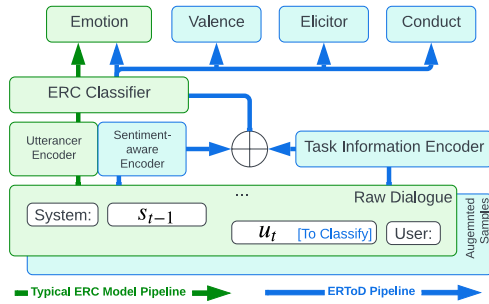 Emotion
Valence
Elicitor
Conduct
ERC Classifier
Utterancer
Encoder
Sentiment-
aware
Encoder
Task Information Encoder
...
Raw Dialogue
System:
s_{t-1}
u_t [To Classify]
User:
Augemnted
Samples
Typical ERC Model Pipeline
ERToD Pipeline